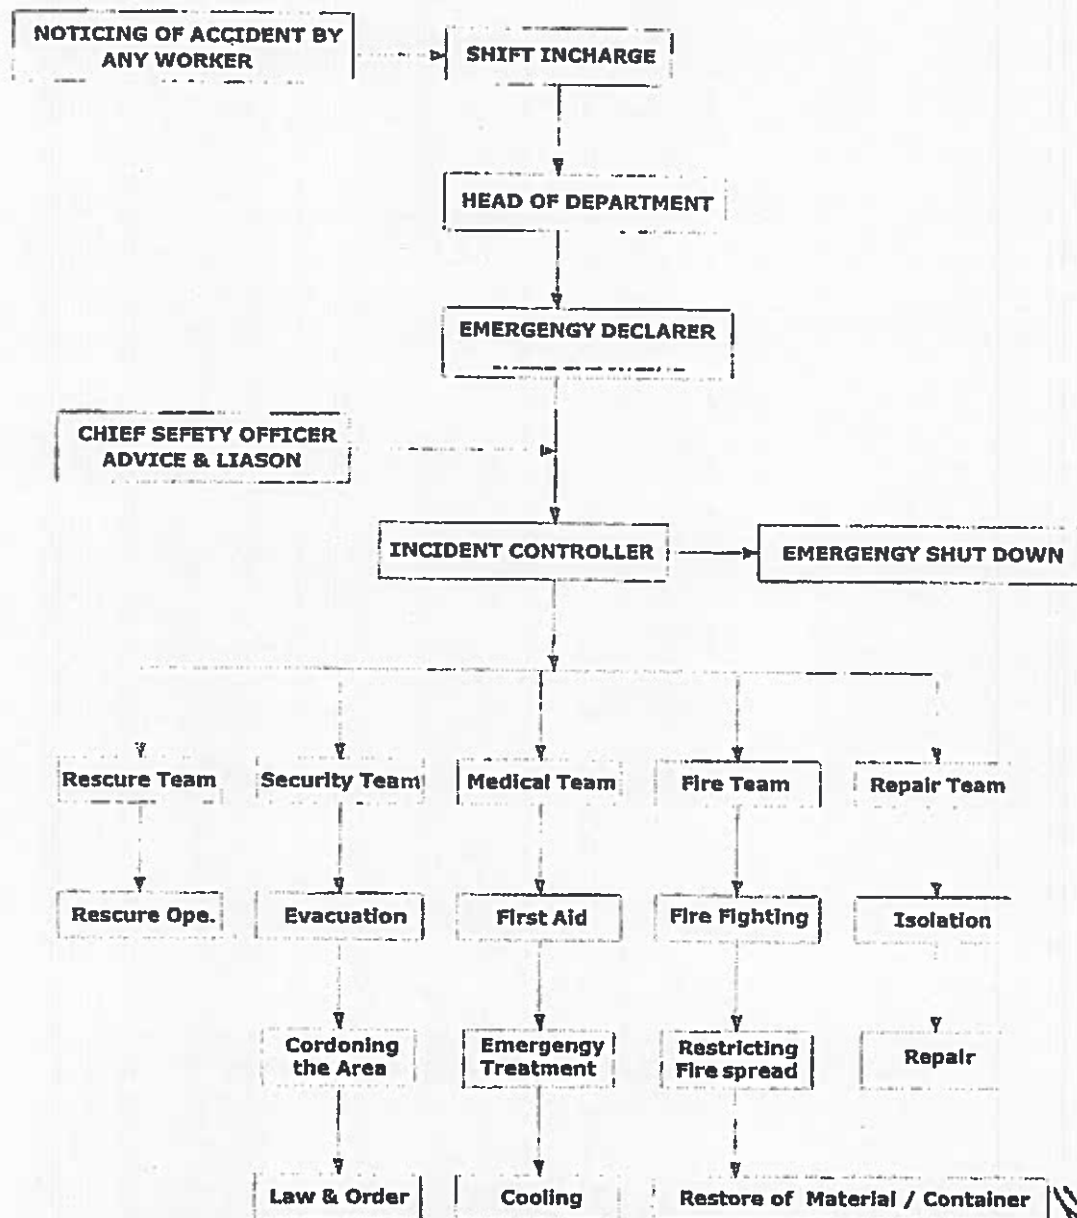 NOTICING OF ACCIDENT BY
ANY WORKER
SHIFT INCHARGE
HEAD OF DEPARTMENT
EMERGENGY DECLARER
CHIEF SEFETY OFFICER
ADVICE & LIASON
INCIDENT CONTROLLER
EMERGENGY SHUT DOWN
Rescure Team
Security Team
Medical Team
Fire Team
Repair Team
Rescure Ope.
Evacuation
First Aid
Fire Fighting
Isolation
Cordoning
the Area
Emergengy
Treatment
Restricting
Fire spread
Repair
Law & Order
Cooling
Restore of Material / Container